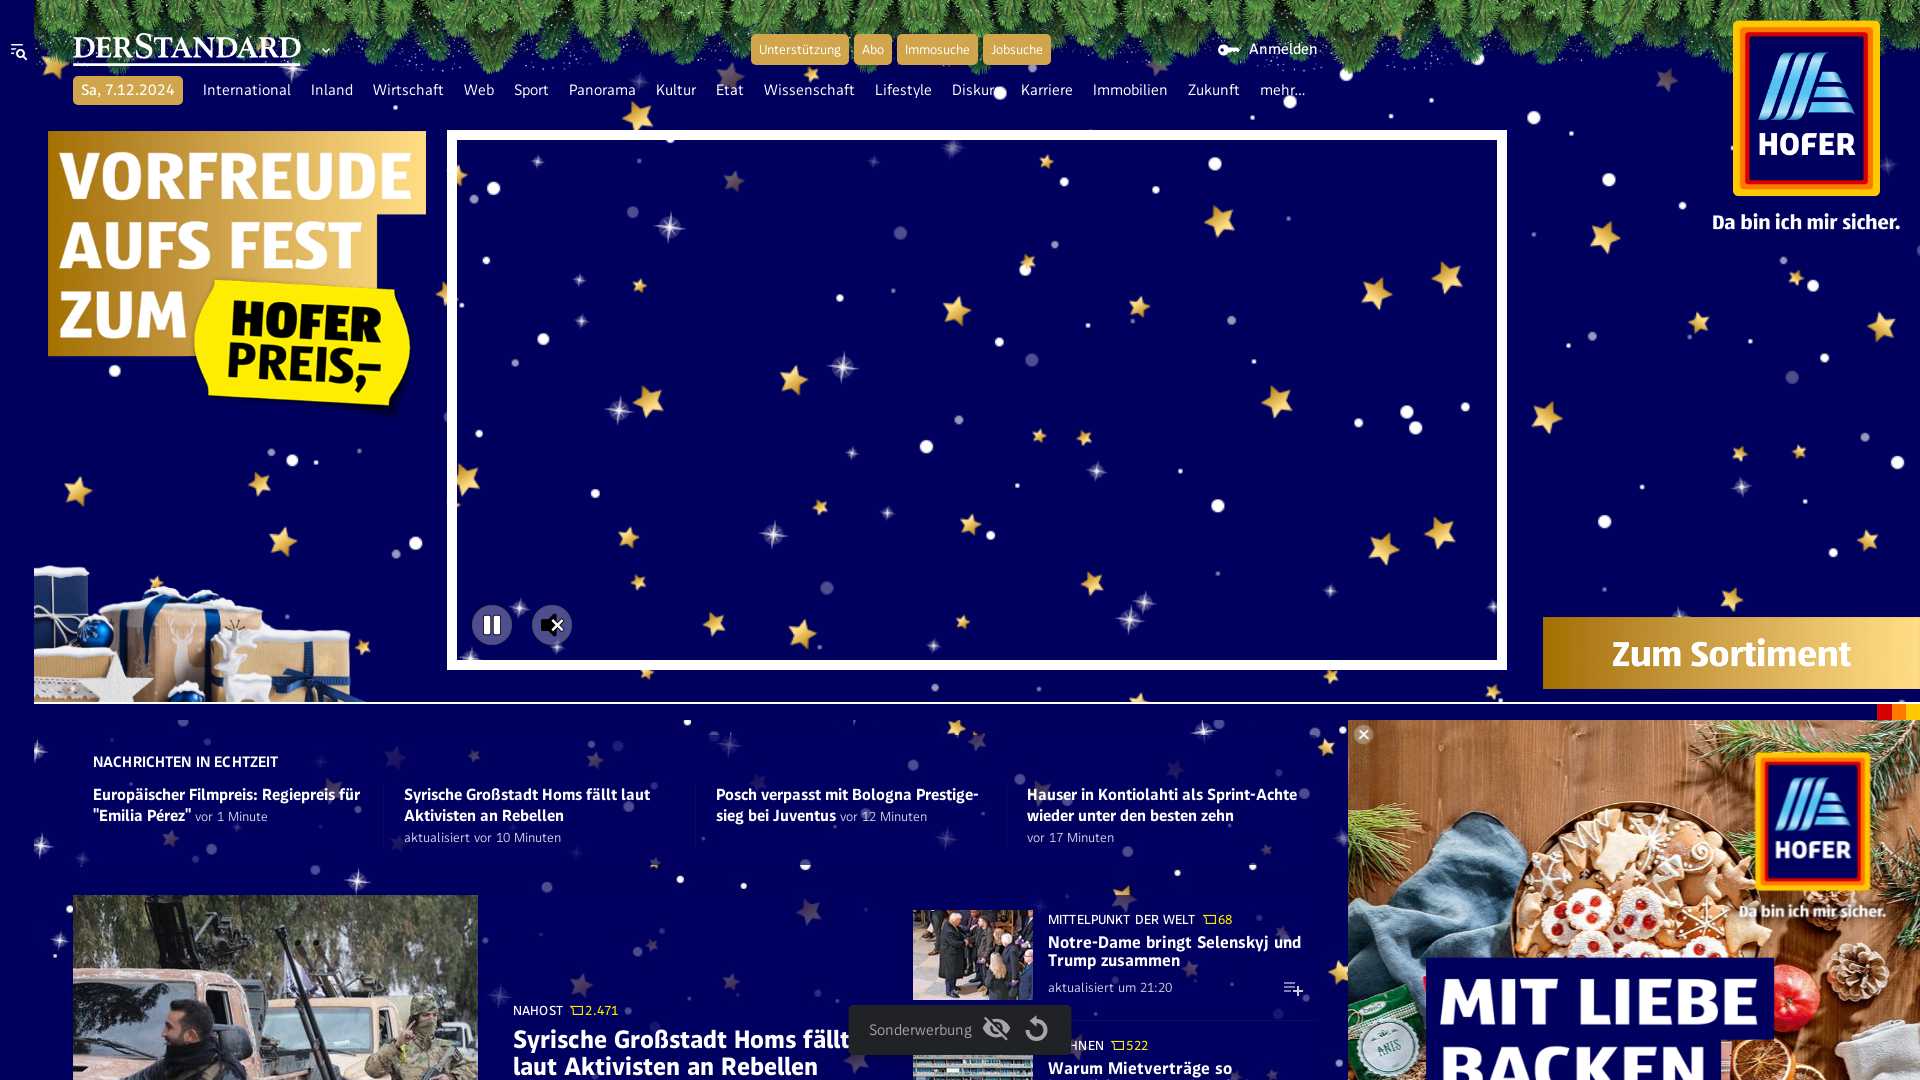 DERSTANDARD
Unterstützung
Abo
Immosuche
Jobsuche
Anmelden
Sa, 7.12.2024
International
Inland
Wirtschaft
Web
Sport
Panorama
Kultur
Etat
Wissenschaft
Lifestyle
Diskurs
Karriere
Immobilien
Zukunft
mehr...
VORFREUDE
AUFS FEST
ZUM
HOFER
PREIS,-
HOFER
Da bin ich mir sicher.
Zum Sortiment
NACHRICHTEN IN ECHTZEIT
Europäischer Filmpreis: Regiepreis für
"Emilia Pérez" vor 1 Minute
Syrische Großstadt Homs fällt laut
Aktivisten an Rebellen
aktualisiert vor 10 Minuten
Posch verpasst mit Bologna Prestige-
sieg bei Juventus vor 12 Minuten
Hauser in Kontiolahti als Sprint-Achte
wieder unter den besten zehn
vor 17 Minuten
NAHOST 2.471
Syrische Großstadt Homs fällt
laut Aktivisten an Rebellen
MITTELPUNKT DER WELT 68
Notre-Dame bringt Selenskyj und
Trump zusammen
aktualisiert um 21:20
HNEN 522
Warum Mietverträge so
Sonderwerbung
HOFER
Da bin ich mir sicher.
MIT LIEBE
BACKEN
ANIS